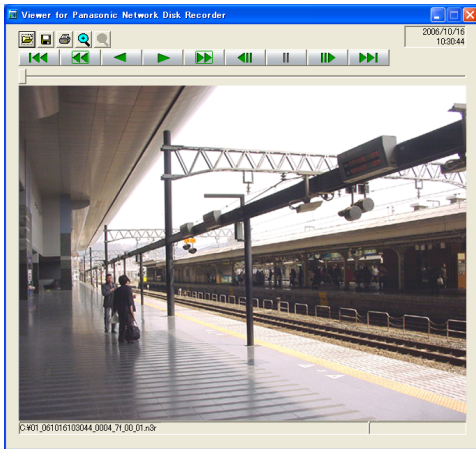 Viewer for Panasonic Network Disk Recorder
2006/10/16
10:30:44
C:¥01_061016103044_0004_7f_00_01.n3r